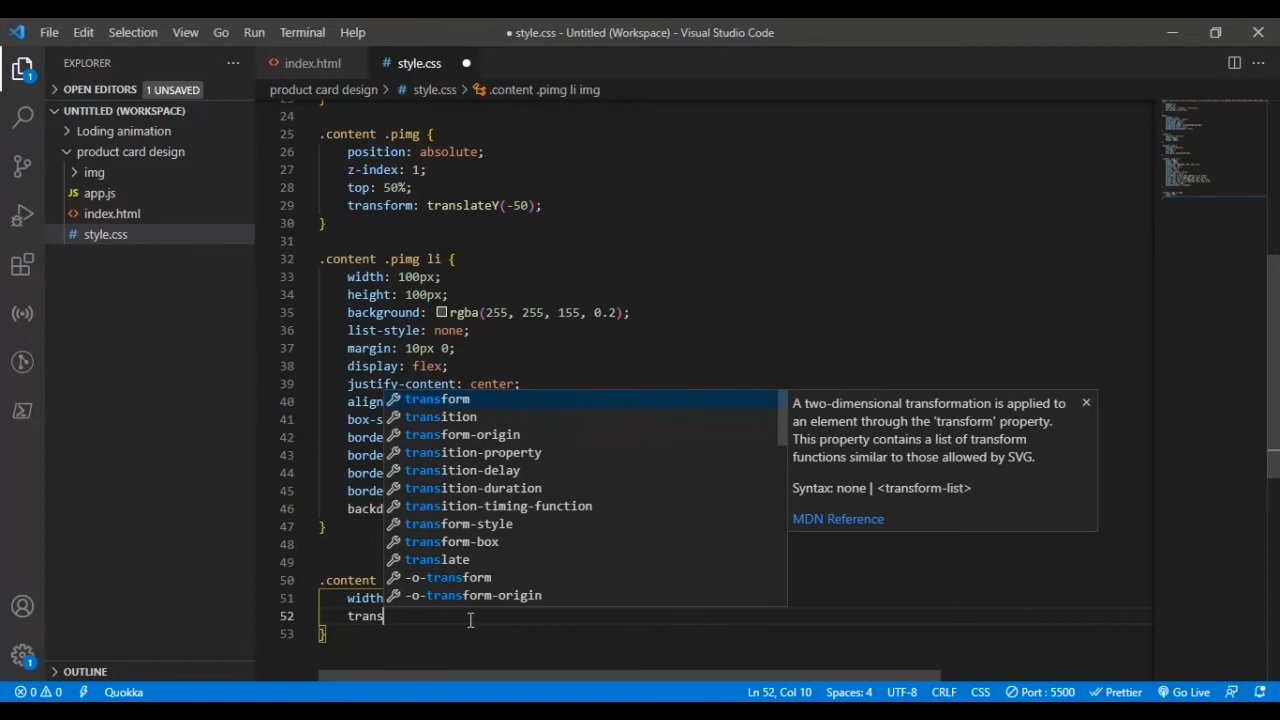 File Edit Selection View Go Run Terminal Help
● style.css - Untitled (Workspace) - Visual Studio Code
EXPLORER ···
index.html
# style.css ●
OPEN EDITORS 1 UNSAVED
UNTITLED (WORKSPACE)
Loding animation
product card design
img
JS app.js
<> index.html
# style.css
OUTLINE
product card design > # style.css > .content .pimg li img
24
25 .content .pimg {
26 position: absolute;
27 z-index: 1;
28 top: 50%;
29 transform: translateY(-50);
30 }
31
32 .content .pimg li {
33 width: 100px;
34 height: 100px;
35 background: rgba(255, 255, 155, 0.2);
36 list-style: none;
37 margin: 10px 0;
38 display: flex;
39 justify-content: center;
40 align
41 box-s
42 borde
43 borde
44 borde
45 borde
46 backd
47 }
48
49
50 .content
51 width
52 trans
53 }
transform
transition
transform-origin
transition-property
transition-delay
transition-duration
transition-timing-function
transform-style
transform-box
translate
-o-transform
-o-transform-origin
A two-dimensional transformation is applied to
an element through the 'transform' property.
This property contains a list of transform
functions similar to those allowed by SVG.
Syntax: none | <transform-list>
MDN Reference
1
1
0 0 Quokka
Ln 52, Col 10 Spaces: 4 UTF-8 CRLF CSS Port : 5500 Prettier Go Live